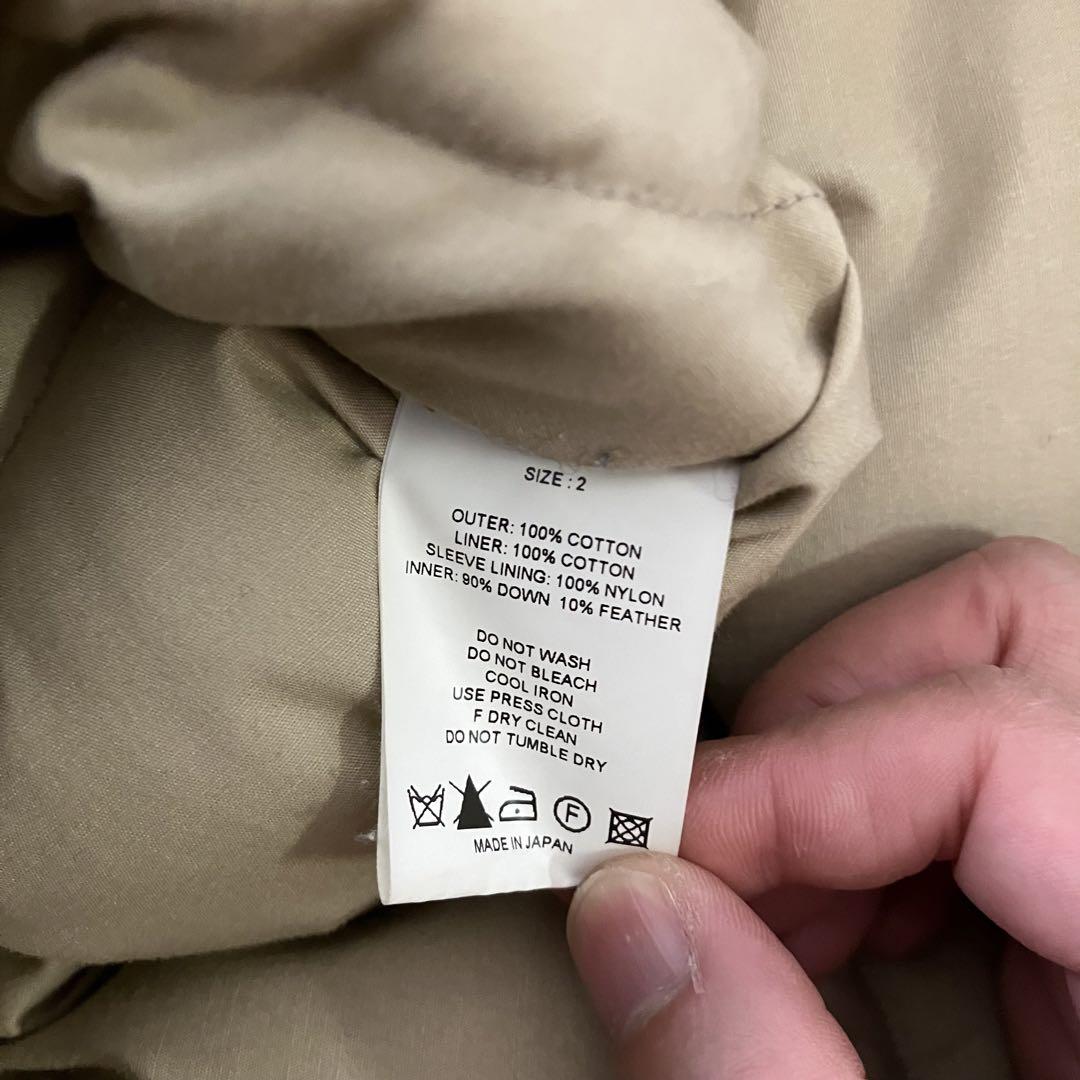 SIZE : 2
OUTER: 100% COTTON
LINER: 100% COTTON
SLEEVE LINING: 100% NYLON
INNER: 90% DOWN 10% FEATHER
DO NOT WASH
DO NOT BLEACH
COOL IRON
USE PRESS CLOTH
F DRY CLEAN
DO NOT TUMBLE DRY
F
MADE IN JAPAN